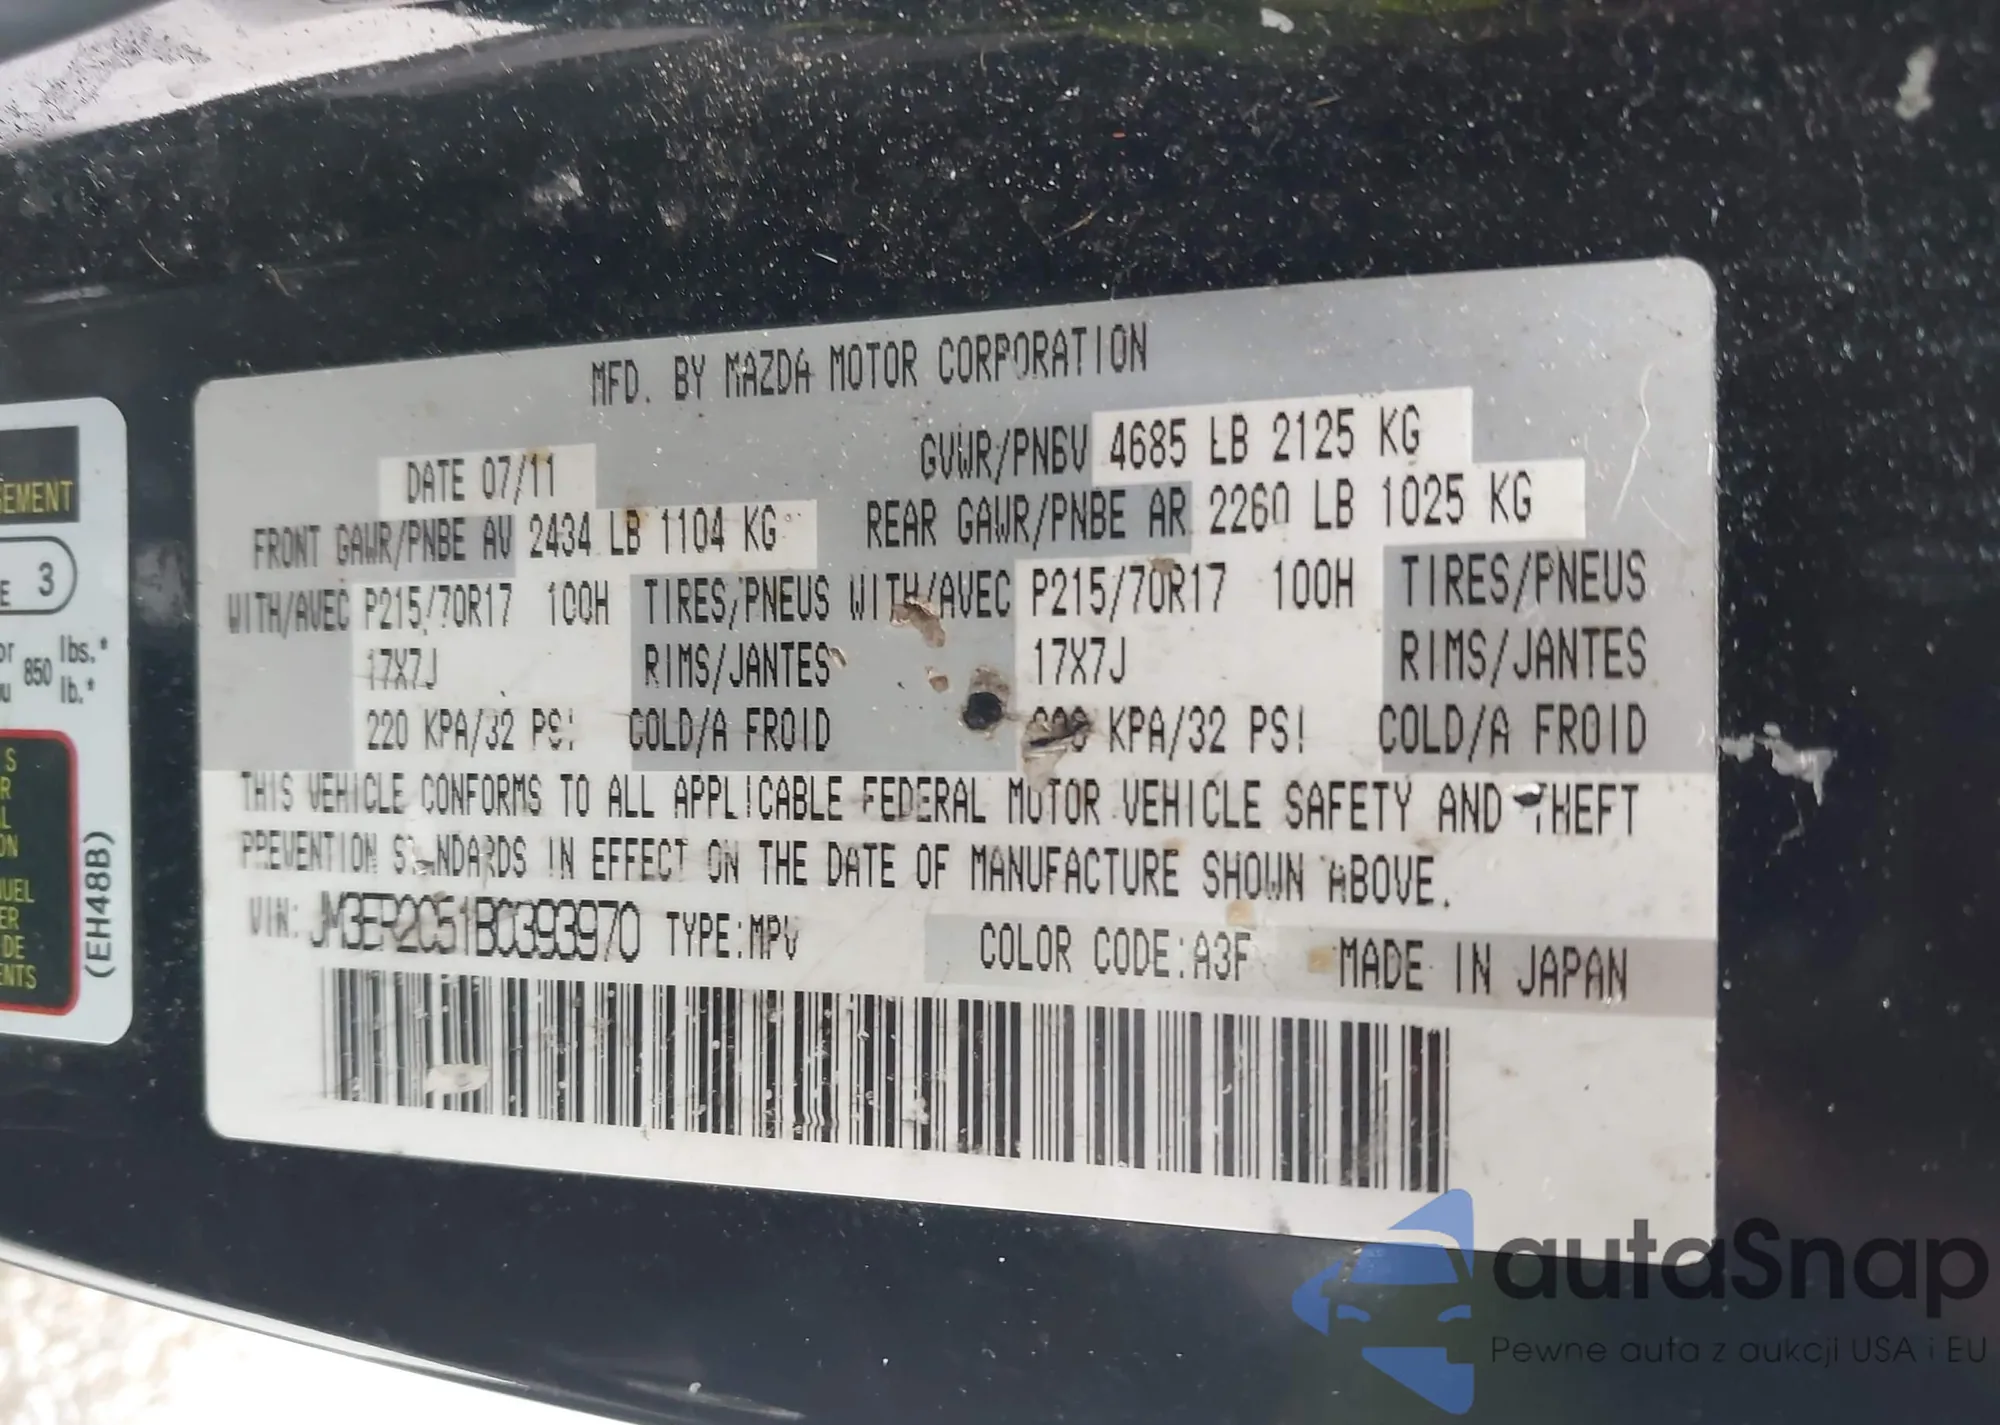 MFD. BY MAZDA MOTOR CORPORATION
DATE 07/11
GVWR/PNBV 4685 LB 2125 KG
FRONT GAWR/PNBE AV 2434 LB 1104 KG
REAR GAWR/PNBE AR 2260 LB 1025 KG
WITH/AVEC P215/70R17 100H TIRES/PNEUS WITH/AVEC P215/70R17 100H TIRES/PNEUS
17X7J RIMS/JANTES 17X7J RIMS/JANTES
220 KPA/32 PSI COLD/A FROID KPA/32 PSI COLD/A FROID
THIS VEHICLE CONFORMS TO ALL APPLICABLE FEDERAL MOTOR VEHICLE SAFETY AND THEFT
PREVENTION STANDARDS IN EFFECT ON THE DATE OF MANUFACTURE SHOWN ABOVE.
VIN: JM3ER2C51B0393970 TYPE:MPV COLOR CODE:A3F MADE IN JAPAN
3
850 lbs.*
lb.*
(EH48B)
autaSnap
Pewne auta z aukcji USA i EU